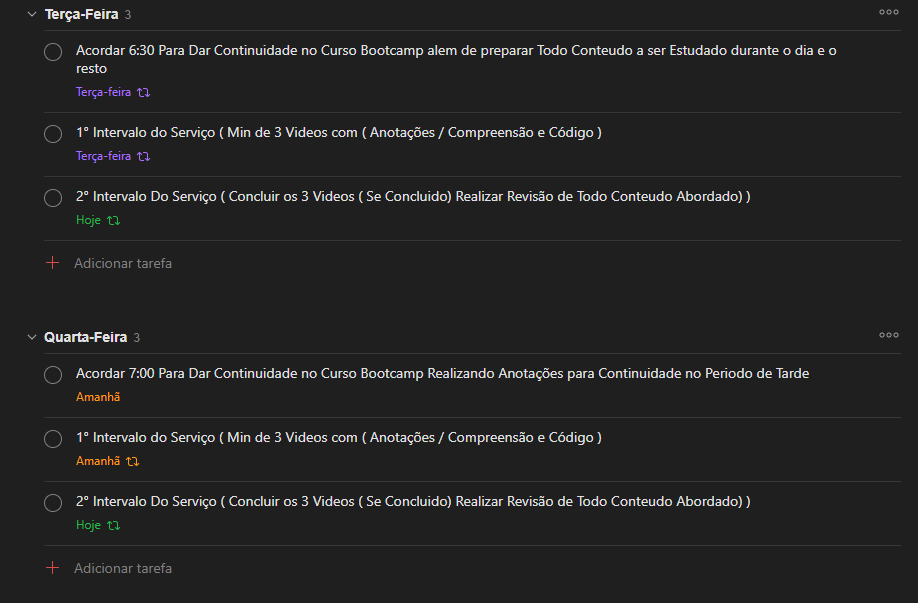 Terça-Feira 3
Acordar 6:30 Para Dar Continuidade no Curso Bootcamp alem de preparar Todo Conteudo a ser Estudado durante o dia e o
resto
Terça-feira
1° Intervalo do Serviço ( Min de 3 Videos com ( Anotações / Compreensão e Código )
Terça-feira
2° Intervalo Do Serviço ( Concluir os 3 Videos ( Se Concluido) Realizar Revisão de Todo Conteudo Abordado) )
Hoje
Adicionar tarefa
Quarta-Feira 3
Acordar 7:00 Para Dar Continuidade no Curso Bootcamp Realizando Anotações para Continuidade no Periodo de Tarde
Amanhã
1° Intervalo do Serviço ( Min de 3 Videos com ( Anotações / Compreensão e Código )
Amanhã
2° Intervalo Do Serviço ( Concluir os 3 Videos ( Se Concluido) Realizar Revisão de Todo Conteudo Abordado) )
Hoje
Adicionar tarefa